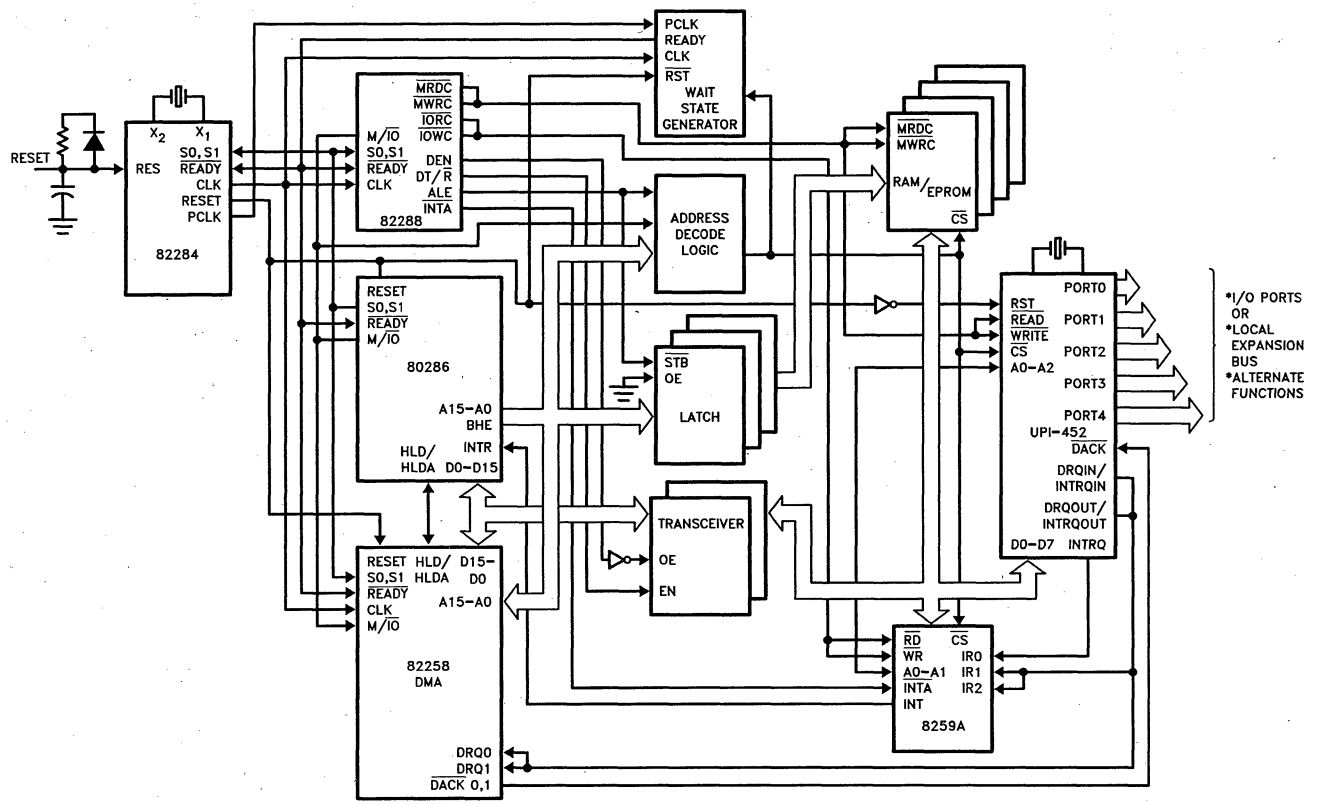 RESET
X2 X1
RES
S0,S1
READY
CLK
RESET
PCLK
82284
MRDC
MWRC
IORC
IOWC
M/IO
S0,S1
READY
CLK
DEN
DT/R
ALE
INTA
82288
PCLK
READY
CLK
RST
WAIT
STATE
GENERATOR
ADDRESS
DECODE
LOGIC
MRDC
MWRC
RAM/EPROM
CS
RESET
S0,S1
READY
M/IO
80286
A15-A0
BHE
INTR
HLD/
HLDA D0-D15
STB
OE
LATCH
TRANSCEIVER
OE
EN
RST
READ
WRITE
CS
A0-A2
PORT0
PORT1
PORT2
PORT3
PORT4
UPI-452
DACK
DRQIN/
INTRQIN
DRQOUT/
INTRQOUT
D0-D7 INTRQ
*I/O PORTS
OR
*LOCAL
EXPANSION
BUS
*ALTERNATE
FUNCTIONS
RESET HLD/ D15-
S0,S1 HLDA D0
READY
A15-A0
CLK
M/IO
82258
DMA
DRQ0
DRQ1
DACK 0,1
RD CS
WR IR0
A0-A1 IR1
INTA IR2
INT
8259A